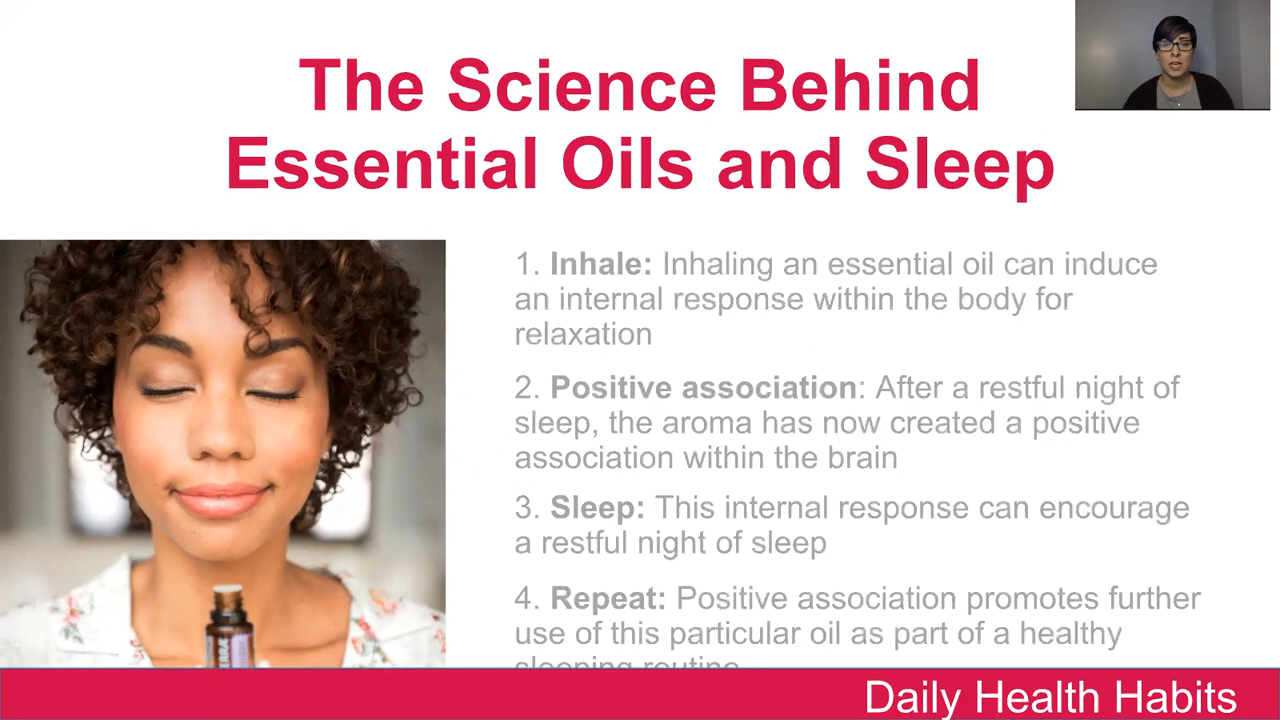 The Science Behind
Essential Oils and Sleep
1. Inhale: Inhaling an essential oil can induce
an internal response within the body for
relaxation
2. Positive association: After a restful night of
sleep, the aroma has now created a positive
association within the brain
3. Sleep: This internal response can encourage
a restful night of sleep
4. Repeat: Positive association promotes further
use of this particular oil as part of a healthy
sleeping routine
Daily Health Habits